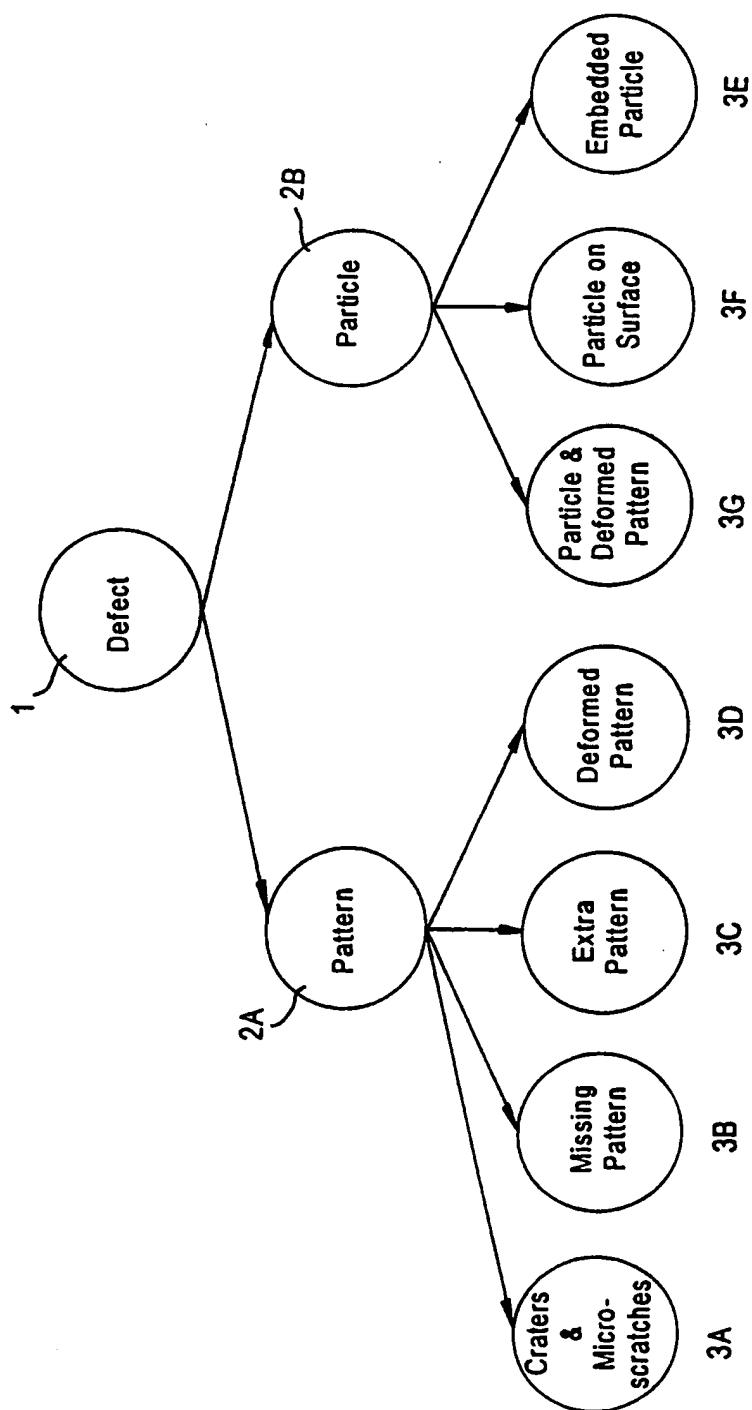 1
Defect
2A
Pattern
2B
Particle
Craters
&
Micro-
scratches
3A
Missing
Pattern
3B
Extra
Pattern
3C
Deformed
Pattern
3D
Particle &
Deformed
Pattern
3G
Particle on
Surface
3F
Embedded
Particle
3E